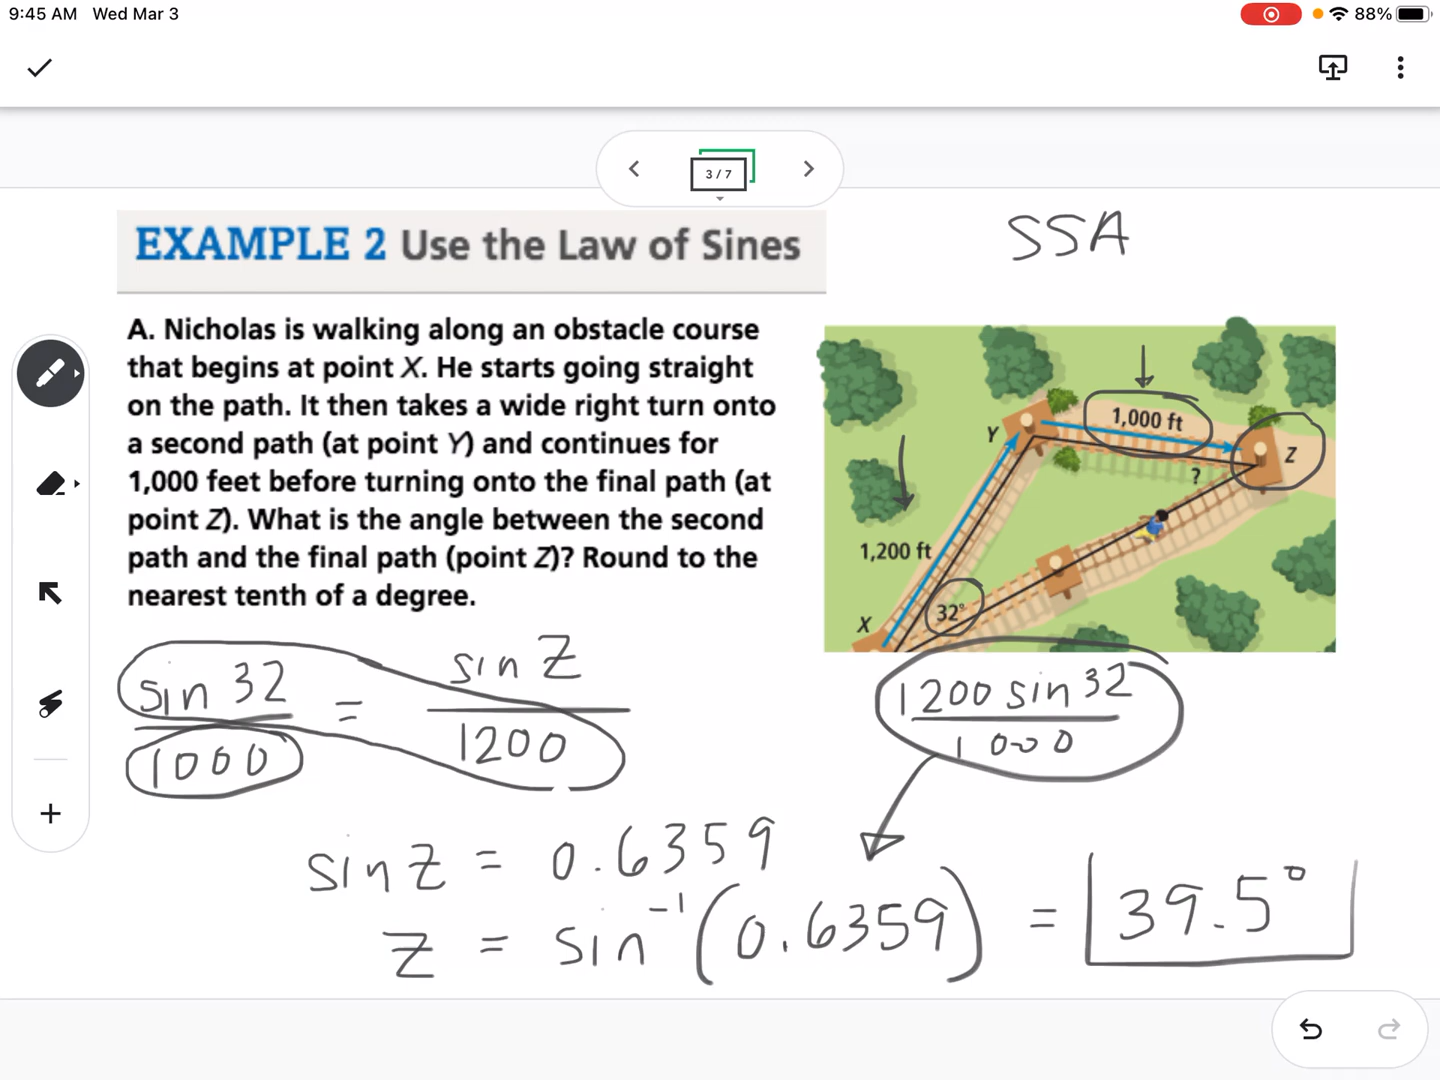 9:45 AM Wed Mar 3
88%
3 / 7
EXAMPLE 2 Use the Law of Sines
SSA
A. Nicholas is walking along an obstacle course
that begins at point X. He starts going straight
on the path. It then takes a wide right turn onto
a second path (at point Y) and continues for
1,000 feet before turning onto the final path (at
point Z). What is the angle between the second
path and the final path (point Z)? Round to the
nearest tenth of a degree.
1,000 ft
Y
Z
?
1,200 ft
32°
X
sin 32
1000
=
sin Z
1200
1200 sin 32
1000
sin Z = 0.6359
Z = sin⁻¹(0.6359) = 39.5°